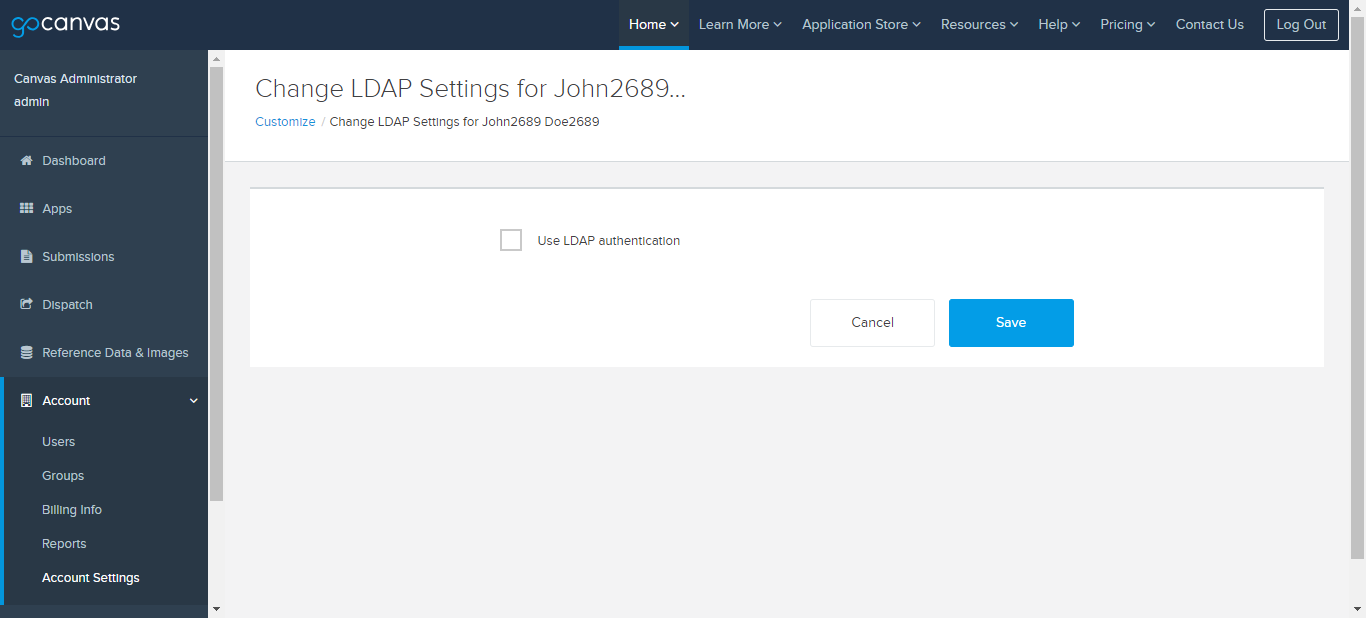 gocanvas
Home Learn More Application Store Resources Help Pricing Contact Us Log Out
Canvas Administrator
admin
Dashboard
Apps
Submissions
Dispatch
Reference Data & Images
Account
Users
Groups
Billing Info
Reports
Account Settings
Change LDAP Settings for John2689...
Customize / Change LDAP Settings for John2689 Doe2689
Use LDAP authentication
Cancel Save